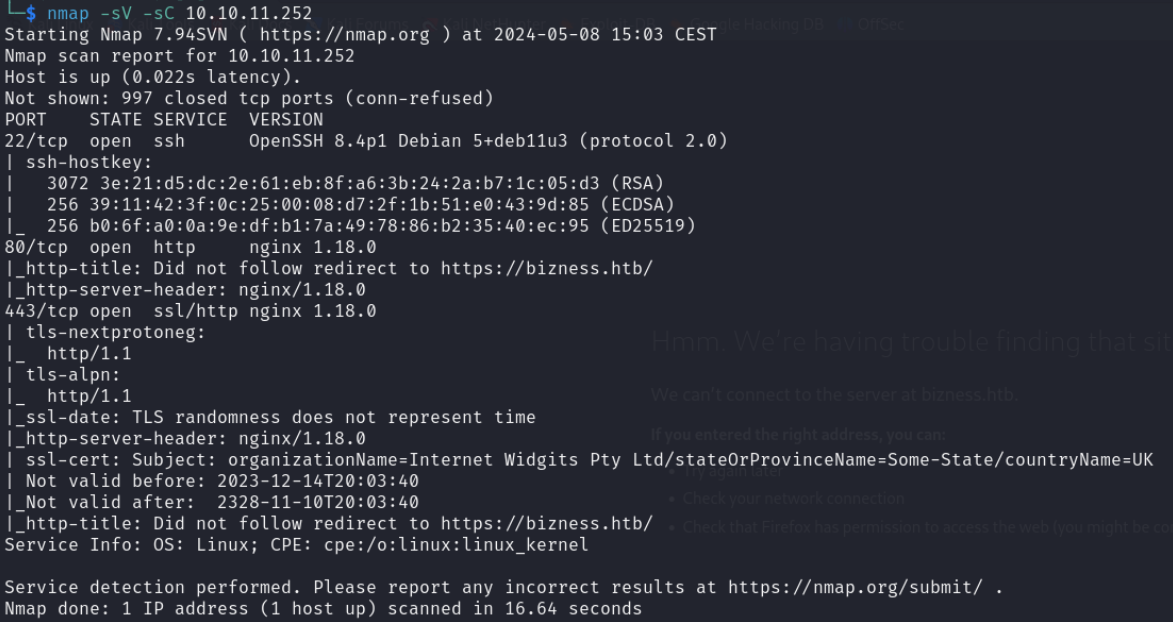 └─$ nmap -sV -sC 10.10.11.252
Starting Nmap 7.94SVN ( https://nmap.org ) at 2024-05-08 15:03 CEST
Nmap scan report for 10.10.11.252
Host is up (0.022s latency).
Not shown: 997 closed tcp ports (conn-refused)
PORT    STATE SERVICE  VERSION
22/tcp  open  ssh      OpenSSH 8.4p1 Debian 5+deb11u3 (protocol 2.0)
| ssh-hostkey:
|   3072 3e:21:d5:dc:2e:61:eb:8f:a6:3b:24:2a:b7:1c:05:d3 (RSA)
|   256 39:11:42:3f:0c:25:00:08:d7:2f:1b:51:e0:43:9d:85 (ECDSA)
|_  256 b0:6f:a0:0a:9e:df:b1:7a:49:78:86:b2:35:40:ec:95 (ED25519)
80/tcp  open  http     nginx 1.18.0
|_http-title: Did not follow redirect to https://bizness.htb/
|_http-server-header: nginx/1.18.0
443/tcp open  ssl/http nginx 1.18.0
| tls-nextprotoneg:
|_  http/1.1
| tls-alpn:
|_  http/1.1
|_ssl-date: TLS randomness does not represent time
|_http-server-header: nginx/1.18.0
| ssl-cert: Subject: organizationName=Internet Widgits Pty Ltd/stateOrProvinceName=Some-State/countryName=UK
| Not valid before: 2023-12-14T20:03:40
|_Not valid after:  2328-11-10T20:03:40
|_http-title: Did not follow redirect to https://bizness.htb/
Service Info: OS: Linux; CPE: cpe:/o:linux:linux_kernel
Service detection performed. Please report any incorrect results at https://nmap.org/submit/ .
Nmap done: 1 IP address (1 host up) scanned in 16.64 seconds
Hacking DB
OffSec
Hmm. We're having trouble finding that
We can't connect to the server at bizness.htb.
If you entered the right address, you can:
Check your network connection
Check that Firefox has permission to access the web (you might be